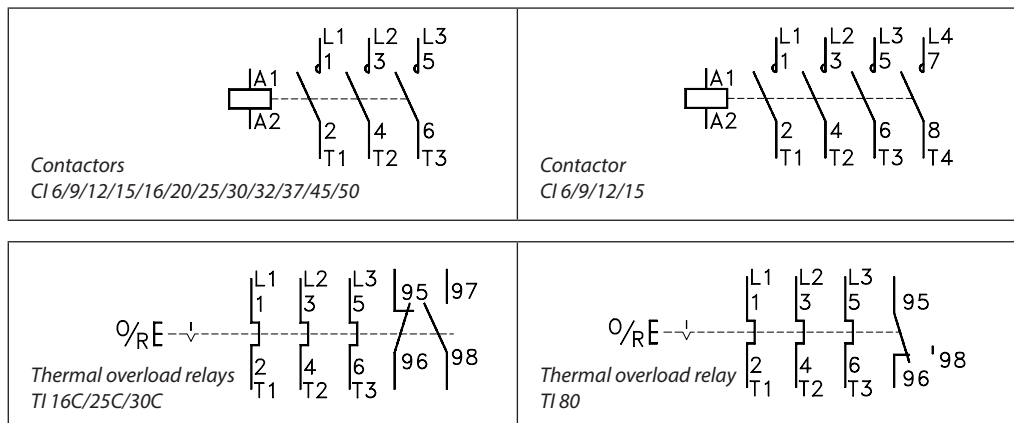 L1 L2 L3
1 3 5
A1
A2
2 4 6
T1 T2 T3
Contactors
CI 6/9/12/15/16/20/25/30/32/37/45/50
L1 L2 L3 L4
1 3 5 7
A1
A2
2 4 6 8
T1 T2 T3 T4
Contactor
CI 6/9/12/15
L1 L2 L3
1 3 5 95 97
O/R
2 4 6 96 98
T1 T2 T3
Thermal overload relays
TI 16C/25C/30C
L1 L2 L3
1 3 5 95
O/R
2 4 6 96 98
T1 T2 T3
Thermal overload relay
TI 80